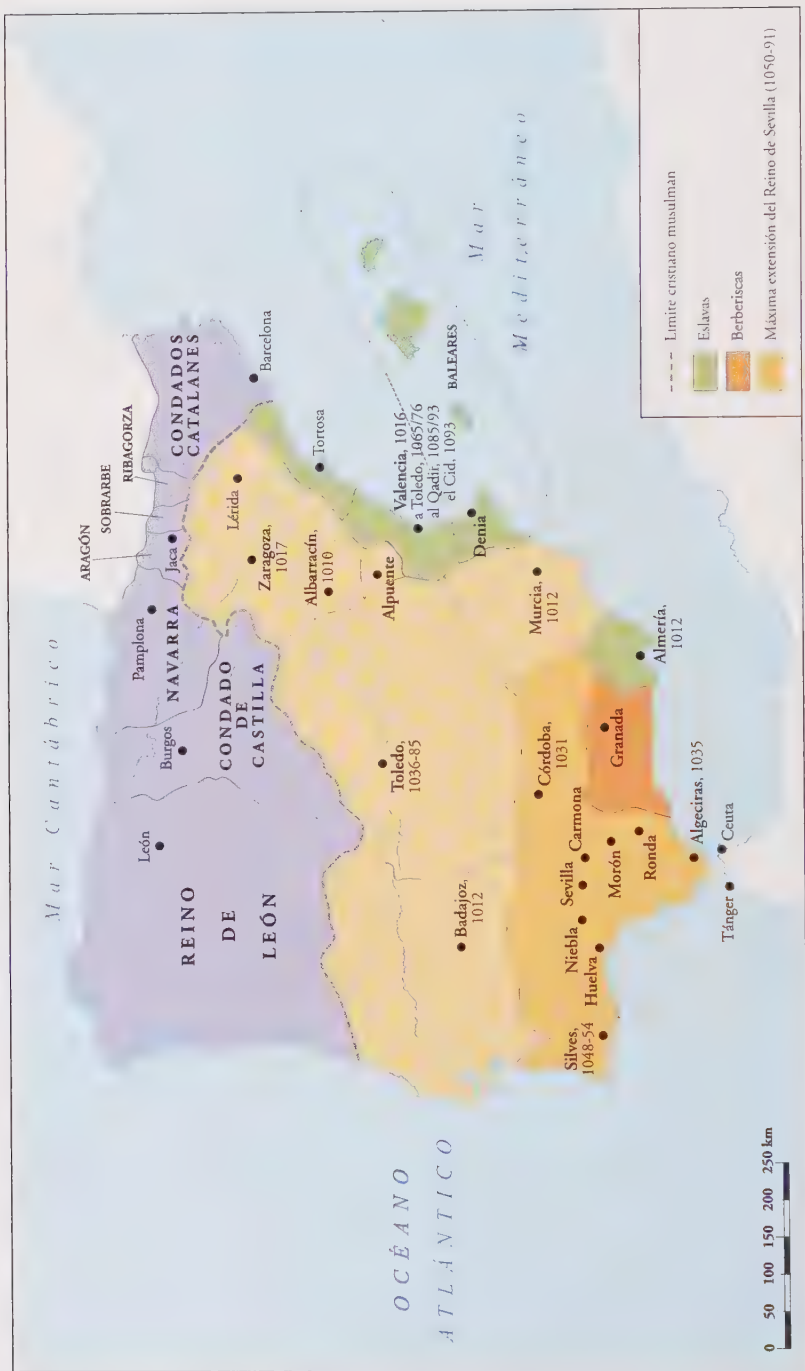 Mar Cantábrico
ARAGÓN
SOBRARBE
RIBAGORZA
León
Burgos
Pamplona
Jaca
NAVARRA
CONDADOS
CATALANES
Barcelona
REINO
DE
LEÓN
CONDADO
DE
CASTILLA
Lérida
Zaragoza,
1017
Tortosa
Albarracín,
1010
Alpuente
Valencia, 1016
a Toledo, 1065/76
al Qadir, 1085/93
el Cid, 1093
BALEARES
Denia
Mar
Mediterráneo
Toledo,
1036-85
Badajoz,
1012
Murcia,
1012
Córdoba,
1031
Almería,
1012
Granada
Carmona
Sevilla
Niebla
Huelva
Silves,
1048-54
Morón
Ronda
Algeciras, 1035
Ceuta
Tánger
OCÉANO
ATLÁNTICO
0 50 100 150 200 250 km
Limite cristiano musulmán
Eslavas
Berberiscas
Máxima extensión del Reino de Sevilla (1050-91)